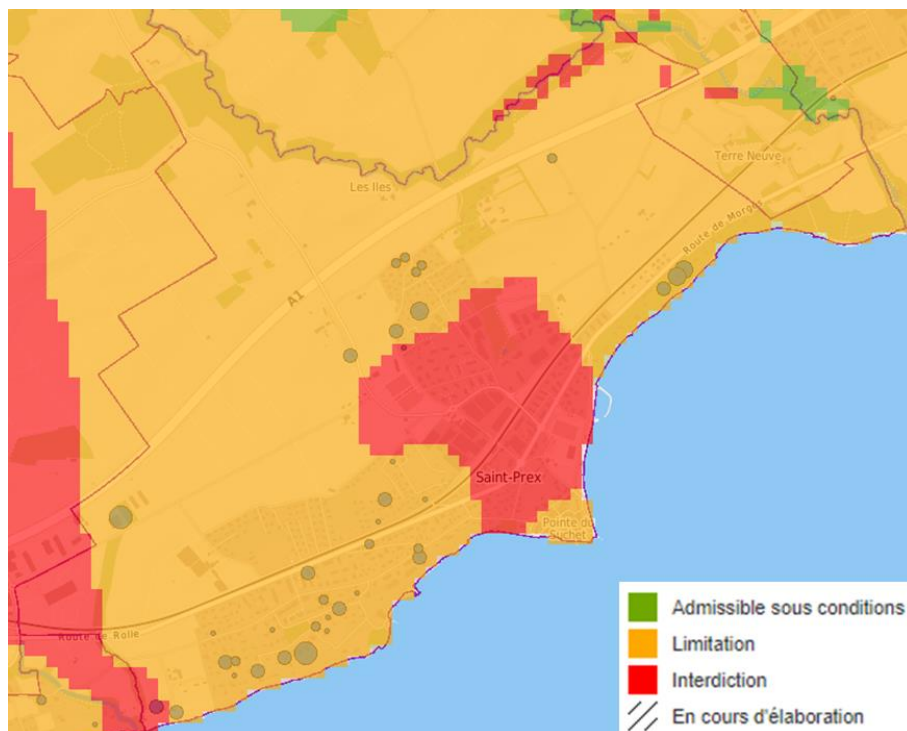 Terre Neuve
Les Iles
Route de Morges
A1
Saint-Prex
Pointe du
Suchet
Route de Rolle
Admissible sous conditions
Limitation
Interdiction
En cours d'élaboration